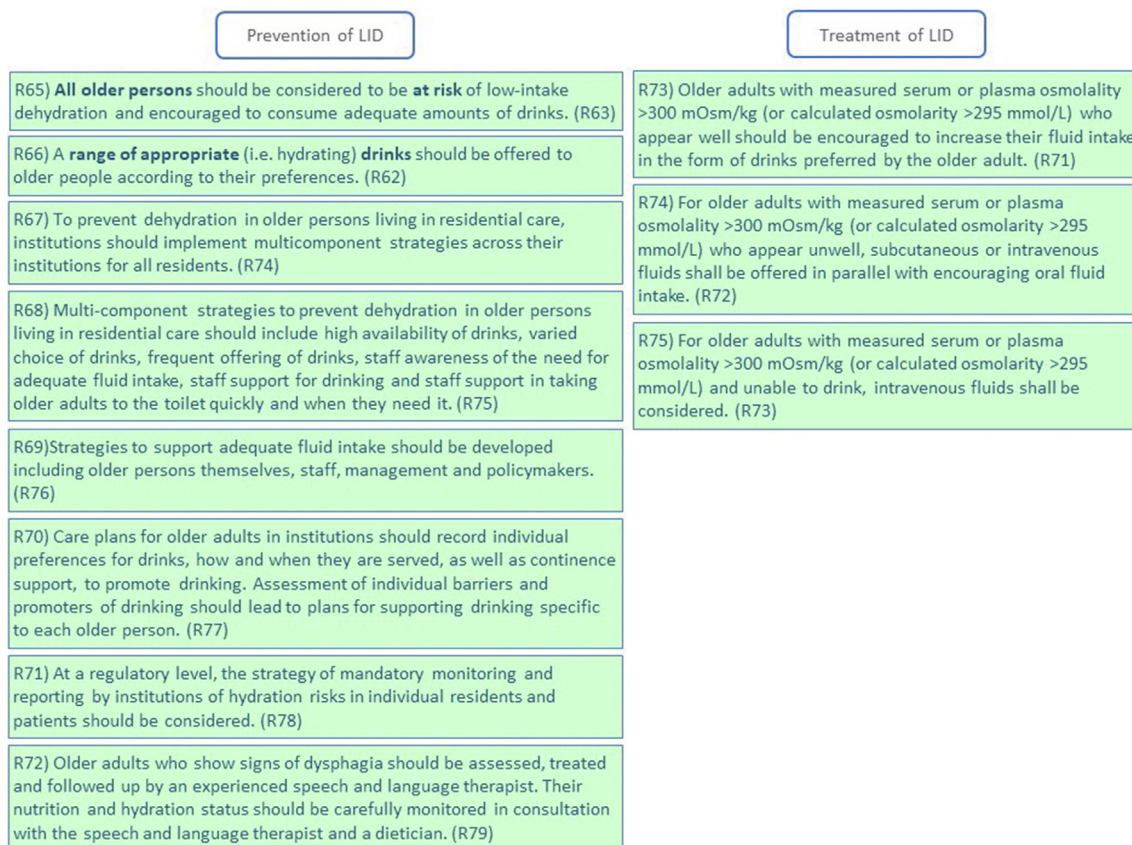 Prevention of LID
R65) All older persons should be considered to be at risk of low-intake
dehydration and encouraged to consume adequate amounts of drinks. (R63)
R66) A range of appropriate (i.e. hydrating) drinks should be offered to
older people according to their preferences. (R62)
R67) To prevent dehydration in older persons living in residential care,
institutions should implement multicomponent strategies across their
institutions for all residents. (R74)
R68) Multi-component strategies to prevent dehydration in older persons
living in residential care should include high availability of drinks, varied
choice of drinks, frequent offering of drinks, staff awareness of the need for
adequate fluid intake, staff support for drinking and staff support in taking
older adults to the toilet quickly and when they need it. (R75)
R69)Strategies to support adequate fluid intake should be developed
including older persons themselves, staff, management and policymakers.
(R76)
R70) Care plans for older adults in institutions should record individual
preferences for drinks, how and when they are served, as well as continence
support, to promote drinking. Assessment of individual barriers and
promoters of drinking should lead to plans for supporting drinking specific
to each older person. (R77)
R71) At a regulatory level, the strategy of mandatory monitoring and
reporting by institutions of hydration risks in individual residents and
patients should be considered. (R78)
R72) Older adults who show signs of dysphagia should be assessed, treated
and followed up by an experienced speech and language therapist. Their
nutrition and hydration status should be carefully monitored in consultation
with the speech and language therapist and a dietician. (R79)
Treatment of LID
R73) Older adults with measured serum or plasma osmolality
>300 mOsm/kg (or calculated osmolarity >295 mmol/L) who
appear well should be encouraged to increase their fluid intake
in the form of drinks preferred by the older adult. (R71)
R74) For older adults with measured serum or plasma
osmolality >300 mOsm/kg (or calculated osmolarity >295
mmol/L) who appear unwell, subcutaneous or intravenous
fluids shall be offered in parallel with encouraging oral fluid
intake. (R72)
R75) For older adults with measured serum or plasma
osmolality >300 mOsm/kg (or calculated osmolarity >295
mmol/L) and unable to drink, intravenous fluids shall be
considered. (R73)